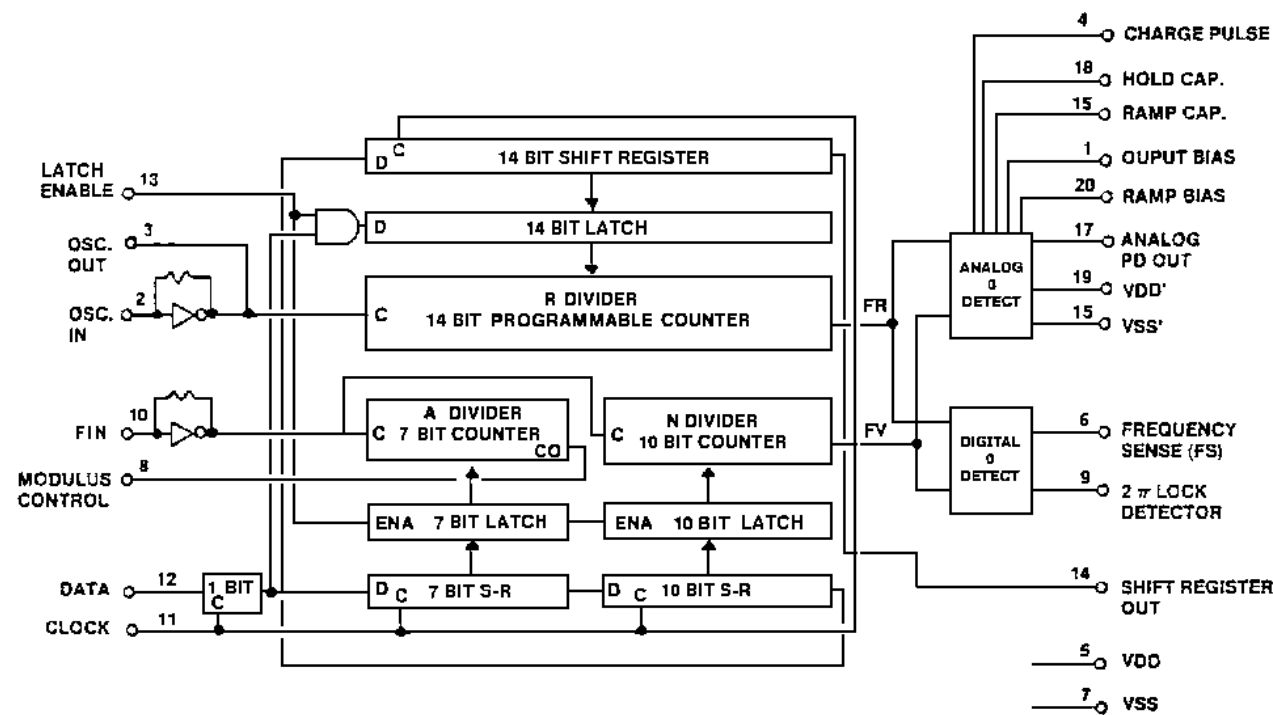 4 CHARGE PULSE
18 HOLD CAP.
15 RAMP CAP.
1 OUPUT BIAS
20 RAMP BIAS
17 ANALOG
PD OUT
19 VDD'
15 VSS'
LATCH
ENABLE 13
3
OSC.
OUT
2
OSC.
IN
D C 14 BIT SHIFT REGISTER
D 14 BIT LATCH
R DIVIDER
C 14 BIT PROGRAMMABLE COUNTER
FR
ANALOG
0
DETECT
10
FIN
8
MODULUS
CONTROL
A DIVIDER
C 7 BIT COUNTER
CO
N DIVIDER
C 10 BIT COUNTER
FV
DIGITAL
0
DETECT
6 FREQUENCY
SENSE (FS)
9 2 π LOCK
DETECTOR
ENA 7 BIT LATCH
ENA 10 BIT LATCH
DATA 12
1 BIT
C
D C 7 BIT S-R
D C 10 BIT S-R
CLOCK 11
14 SHIFT REGISTER
OUT
5 VDD
7 VSS